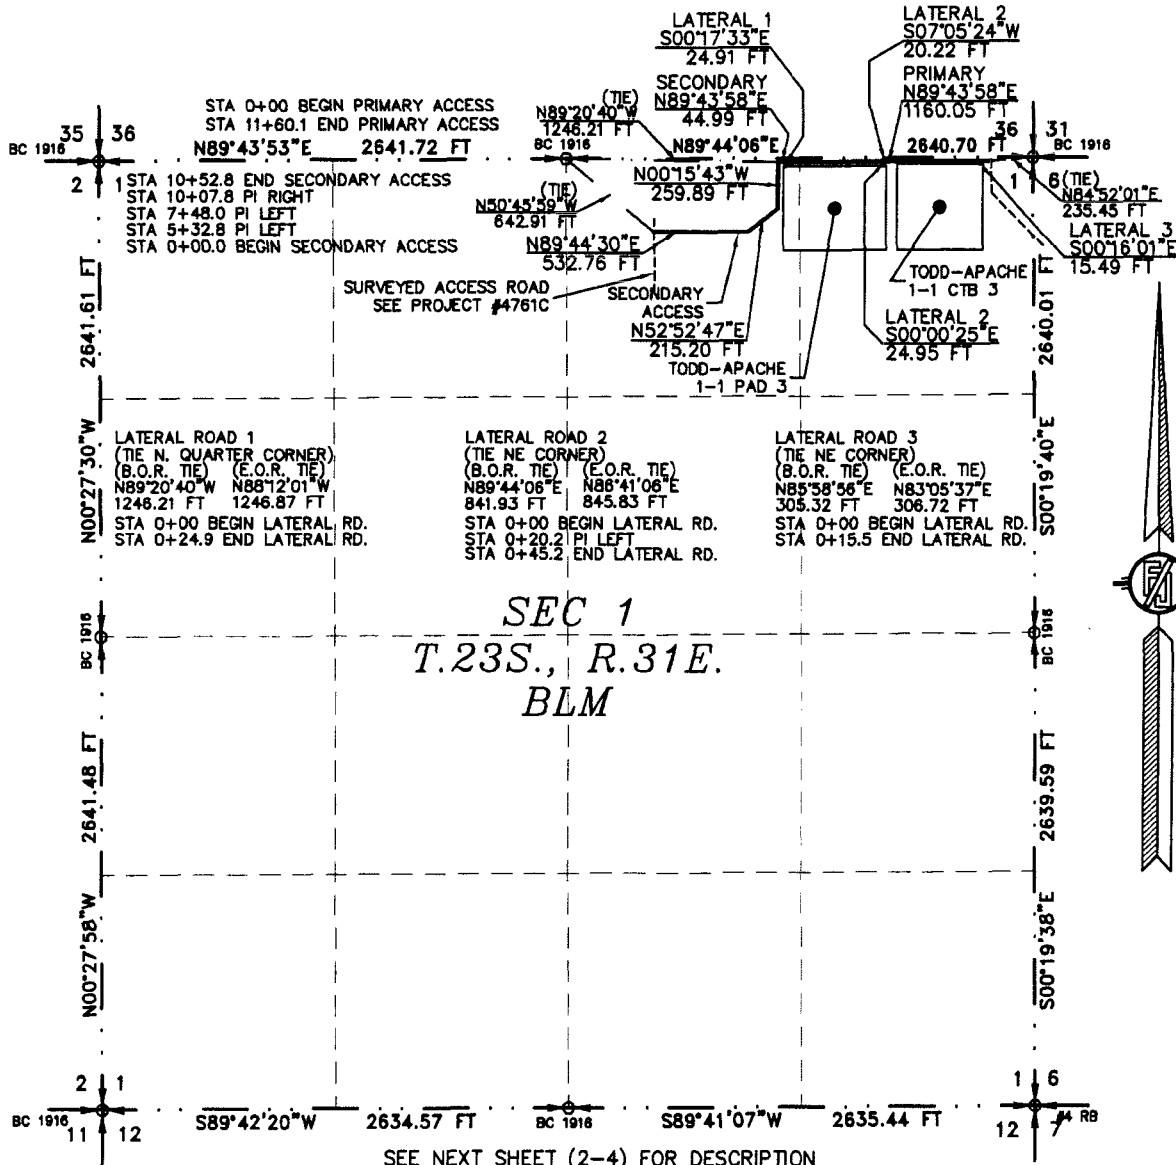 LATERAL 1
S00°17'33"E
24.91 FT
LATERAL 2
S07°05'24"W
20.22 FT
SECONDARY
N89°43'58"E
44.99 FT
PRIMARY
N89°43'58"E
1160.05 FT
STA 0+00 BEGIN PRIMARY ACCESS
STA 11+60.1 END PRIMARY ACCESS
(TIE)
N89°20'40"W
1246.21 FT
35 36
BC 1916
N89°43'53"E 2641.72 FT
BC 1916
N89°44'06"E
2640.70 FT
36 31
BC 1916
2 1
1 6
STA 10+52.8 END SECONDARY ACCESS
STA 10+07.8 PI RIGHT
STA 7+48.0 PI LEFT
STA 5+32.8 PI LEFT
STA 0+00.0 BEGIN SECONDARY ACCESS
N00°15'43"W
259.89 FT
(TIE)
N50°45'59"W
642.91 FT
N89°44'30"E
532.76 FT
(TIE)
N84°52'01"E
235.45 FT
LATERAL 3
S00°16'01"E
15.49 FT
SURVEYED ACCESS ROAD
SEE PROJECT #4761C
SECONDARY
ACCESS
N52°52'47"E
215.20 FT
TODD-APACHE
1-1 PAD 3
TODD-APACHE
1-1 CTB 3
LATERAL 2
S00°00'25"E
24.95 FT
2641.61 FT
N00°27'30"W
2640.01 FT
S00°19'40"E
LATERAL ROAD 1
(TIE N. QUARTER CORNER)
(B.O.R. TIE) (E.O.R. TIE)
N89°20'40"W N88°12'01"W
1246.21 FT 1246.87 FT
STA 0+00 BEGIN LATERAL RD.
STA 0+24.9 END LATERAL RD.
LATERAL ROAD 2
(TIE NE CORNER)
(B.O.R. TIE) (E.O.R. TIE)
N89°44'06"E N86°41'06"E
841.93 FT 845.83 FT
STA 0+00 BEGIN LATERAL RD.
STA 0+20.2 PI LEFT
STA 0+45.2 END LATERAL RD.
LATERAL ROAD 3
(TIE NE CORNER)
(B.O.R. TIE) (E.O.R. TIE)
N85°58'56"E N83°05'37"E
305.32 FT 306.72 FT
STA 0+00 BEGIN LATERAL RD.
STA 0+15.5 END LATERAL RD.
SEC 1
T.23S., R.31E.
BLM
BC 1916
BC 1916
2641.48 FT
N00°27'58"W
2639.59 FT
S00°19'38"E
2 1
BC 1916
11 12
S89°42'20"W 2634.57 FT
BC 1916
S89°41'07"W 2635.44 FT
1 6
12 7
#4 RB
SEE NEXT SHEET (2-4) FOR DESCRIPTION